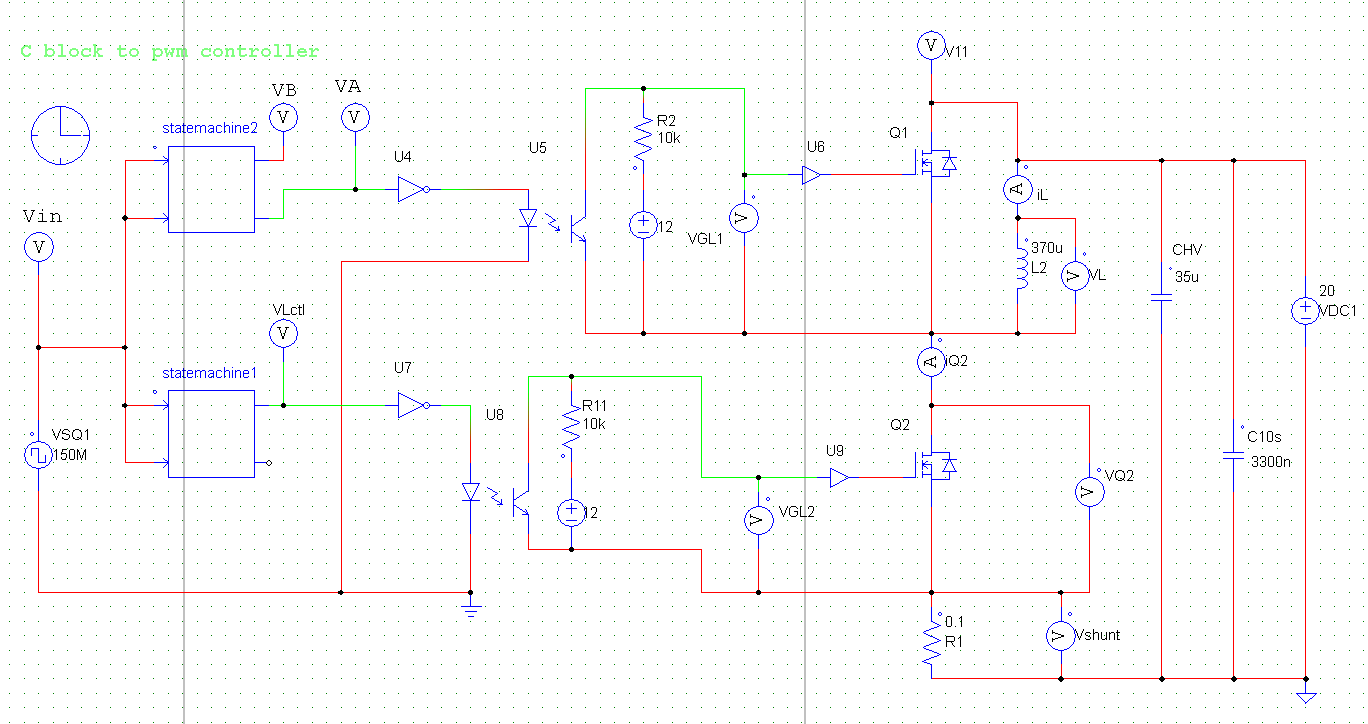 V
V11
C block to pwm controller
VB
VA
V
V
statemachine2
U4
U5
R2
10k
U6
Q1
A
iL
Vin
V
12
V
VGL1
370u
L2
V
VL
CHV
35u
20
VDC1
VLctl
V
statemachine1
U7
A
iQ2
U8
R11
10k
Q2
VSQ1
150M
U9
C10s
3300n
V
VQ2
12
V
VGL2
0.1
R1
V
Vshunt